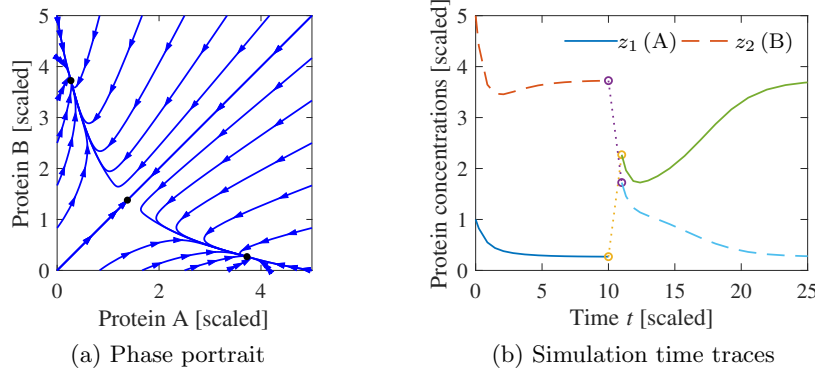 5
4
3
2
1
0
0 2 4
Protein B [scaled]
Protein A [scaled]
(a) Phase portrait
5
4
3
2
1
0
0 5 10 15 20 25
Protein concentrations [scaled]
z1 (A) z2 (B)
Time t [scaled]
(b) Simulation time traces